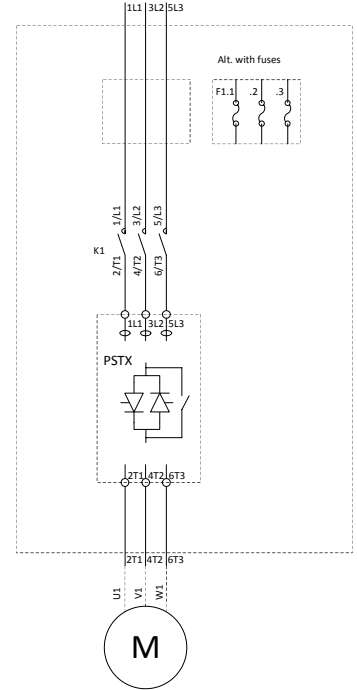 1L1 3L2 5L3
Alt. with fuses
F1.1 .2 .3
1/L1 3/L2 5/L3
K1
2/T1 4/T2 6/T3
1L1 3L2 5L3
PSTX
2T1 4T2 6T3
2T1 4T2 6T3
U1 V1 W1
M